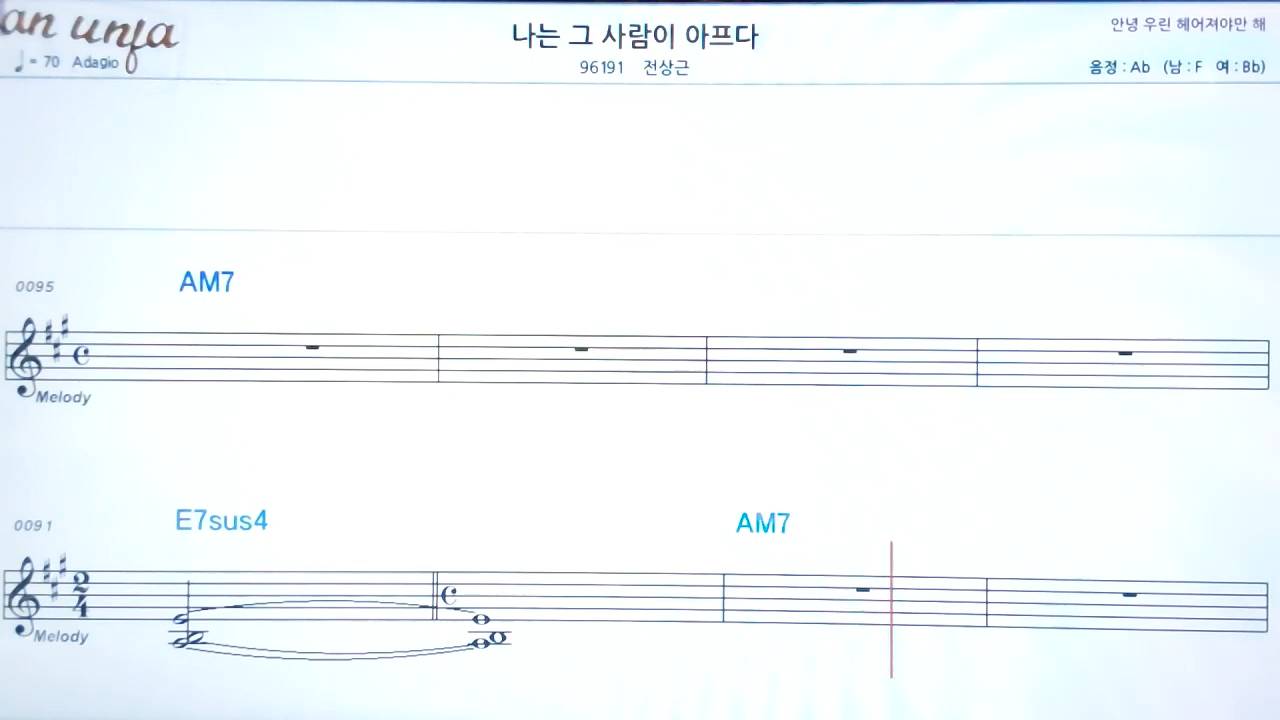 나는 그 사람이 아프다
안녕 우린 헤어져야만 해
♩= 70 Adagio
96191 전상근
음정 : Ab (남 : F 여 : Bb)
0095
AM7
Melody
0091
E7sus4
AM7
2
4
Melody